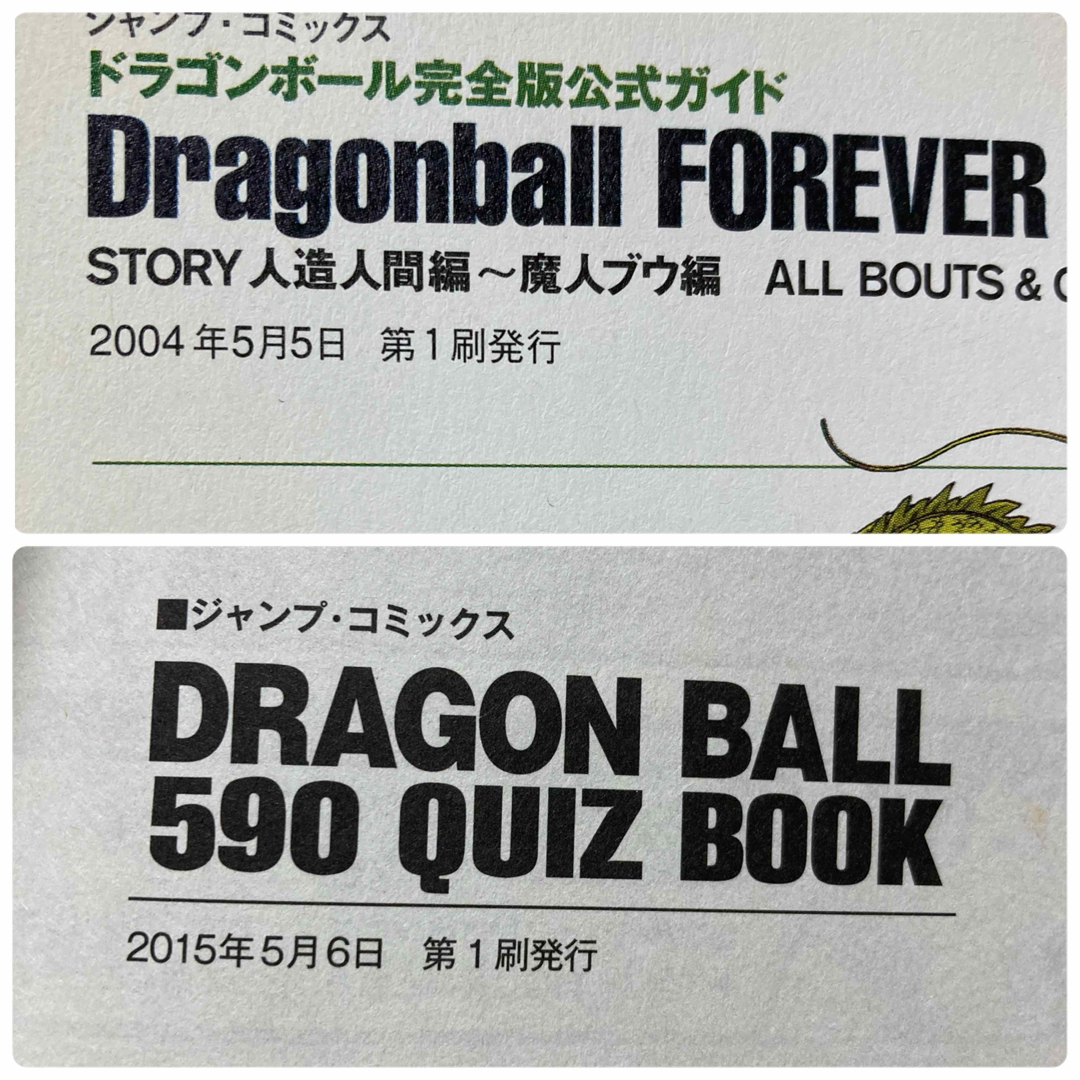 ジャンプ・コミックス
ドラゴンボール完全版公式ガイド
Dragonball FOREVER
STORY 人造人間編～魔人ブウ編 ALL BOUTS &
2004年5月5日 第1刷発行
■ジャンプ・コミックス
DRAGON BALL
590 QUIZ BOOK
2015年5月6日 第1刷発行